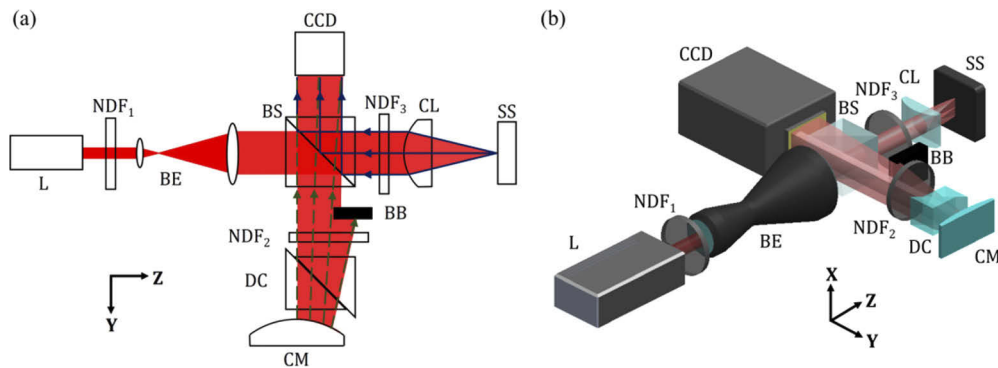 (a)
CCD
NDF₁
BS
NDF₃
CL
SS
L
BE
BB
NDF₂
DC
Z
Y
CM
(b)
CCD
SS
CL
NDF₃
BS
BB
NDF₁
NDF₂
L
BE
DC
CM
X
Z
Y